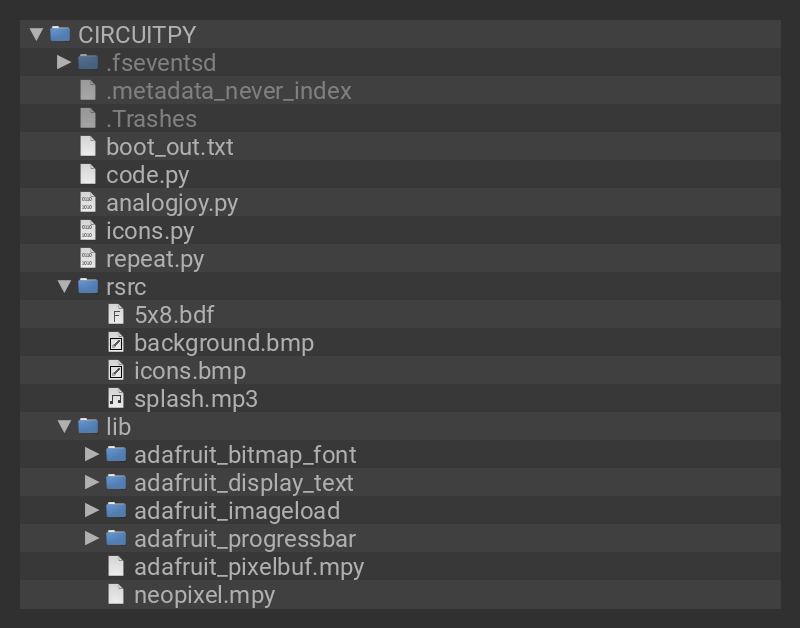 CIRCUITPY
.fseventsd
.metadata_never_index
.Trashes
boot_out.txt
code.py
analogjoy.py
icons.py
repeat.py
rsrc
5x8.bdf
background.bmp
icons.bmp
splash.mp3
lib
adafruit_bitmap_font
adafruit_display_text
adafruit_imageload
adafruit_progressbar
adafruit_pixelbuf.mpy
neopixel.mpy